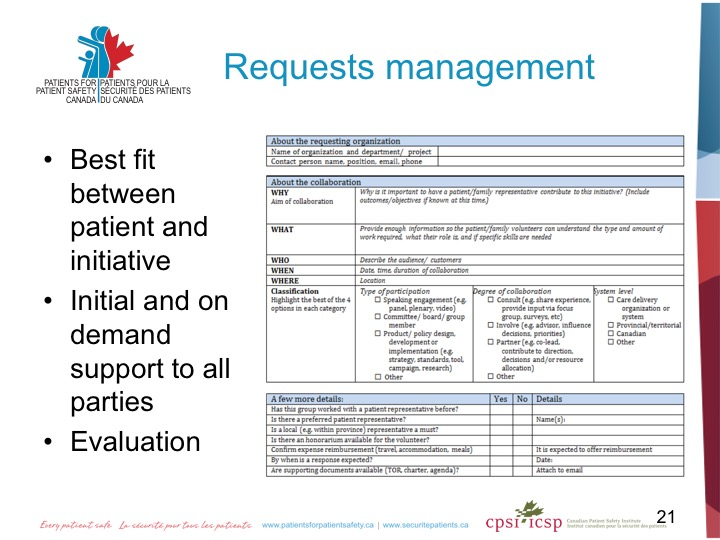 PATIENTS FOR PATIENTS POUR LA
PATIENT SAFETY SÉCURITÉ DES PATIENTS
CANADA DU CANADA
Requests management
• Best fit
between
patient and
initiative
• Initial and on
demand
support to all
parties
• Evaluation
About the requesting organization
Name of organization and department/ project
Contact person name, position, email, phone
About the collaboration
WHY
Aim of collaboration
Why is it important to have a patient/family representative contribute to this initiative? (Include
outcomes/objectives if known at this time.)
WHAT
Provide enough information so the patient/family volunteers can understand the type and amount of
work required, what their role is, and if specific skills are needed
WHO Describe the audience/ customers
WHEN Date, time, duration of collaboration
WHERE Location
Classification
Highlight the best of the 4
options in each category
Type of participation
☐ Speaking engagement (e.g.
panel, plenary, video)
☐ Committee/ board/ group
member
☐ Product/ policy design,
development or
implementation (e.g.
strategy, standards, tool,
campaign, research)
☐ Other
Degree of collaboration
☐ Consult (e.g. share experience,
provide input via focus
group, surveys, etc)
☐ Involve (e.g. advisor, influence
decisions, priorities)
☐ Partner (e.g. co-lead,
contribute to direction,
decisions and/or resource
allocation)
☐ Other
System level
☐ Care delivery
organization or
system
☐ Provincial/territorial
☐ Canadian
☐ Other
A few more details: Yes No Details
Has this group worked with a patient representative before?
Is there a preferred patient representative? Name(s):
Is a local (e.g. within province) representative a must?
Is there an honorarium available for the volunteer?
Confirm expense reimbursement (travel, accommodation, meals) It is expected to offer reimbursement
By when is a response expected? Date:
Are supporting documents available (TOR, charter, agenda)? Attach to email
Every patient safe La sécurité pour tous les patients
www.patientsforpatientsafety.ca | www.securitepatients.ca
cpsi icsp
Canadian Patient Safety Institute
Institut canadien pour la sécurité des patients
21